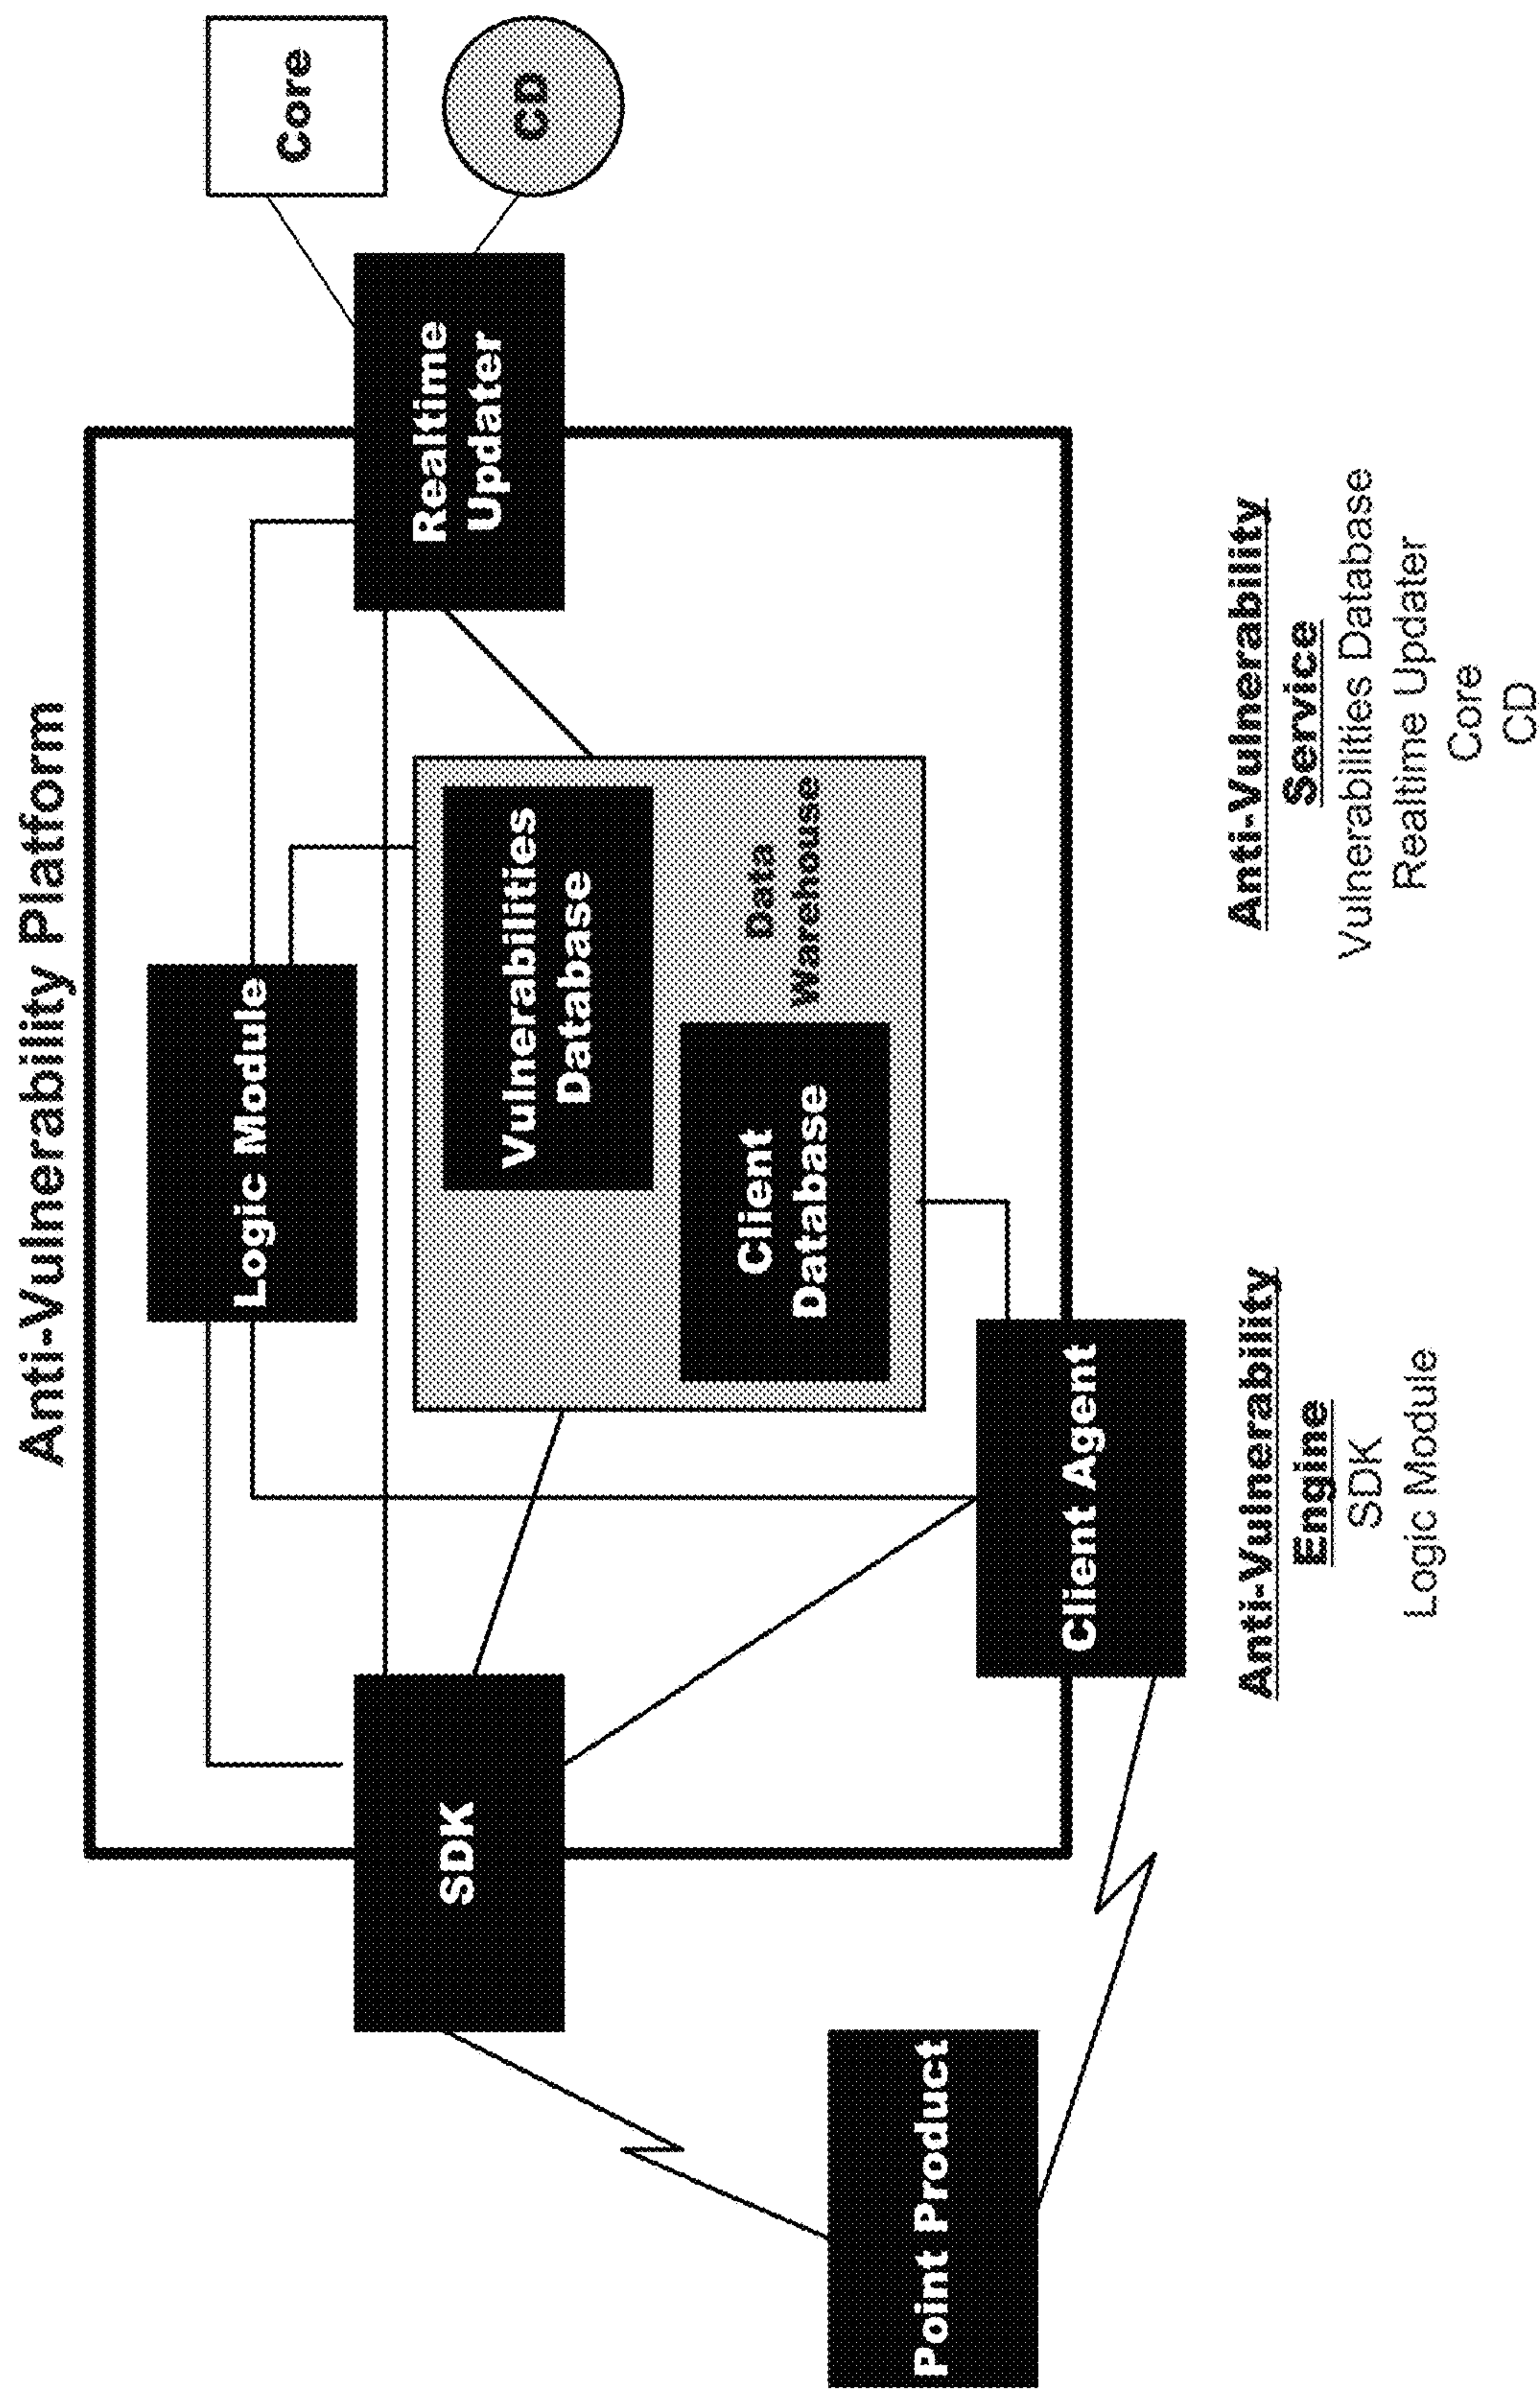 Anti-Vulnerability Platform
Logic Module
Core
SDK
Realtime
Updater
CD
Vulnerabilities
Database
Data
Warehouse
Client
Database
Point Product
Client Agent
Anti-Vulnerability
Engine
SDK
Logic Module
Anti-Vulnerability
Service
Vulnerabilities Database
Realtime Updater
Core
CD